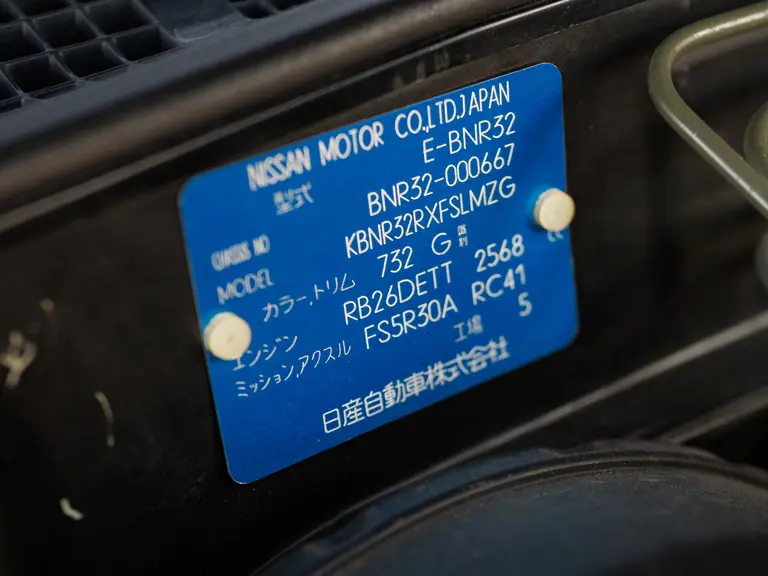 NISSAN MOTOR CO.,LTD.JAPAN
型式 E-BNR32
CHASSIS NO BNR32-000667
MODEL KBNR32RXFSLMZG
カラー,トリム 732 G
エンジン RB26DETT 2568 cc
ミッション,アクスル FS5R30A RC41
工場 5
日産自動車株式会社